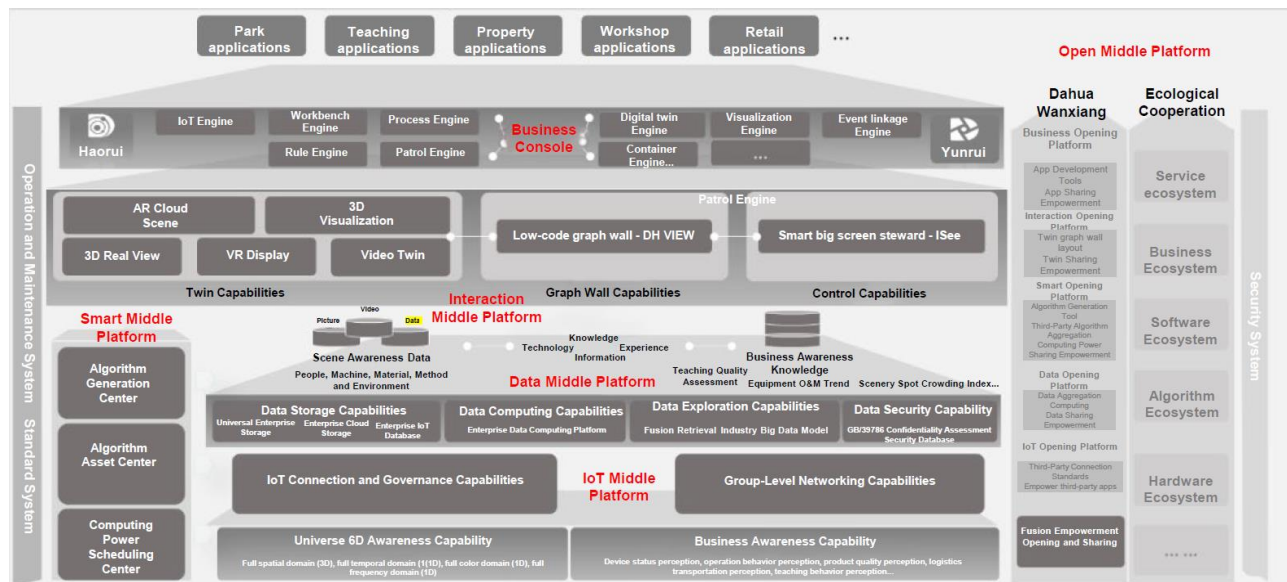 Park
applications
Teaching
applications
Property
applications
Workshop
applications
Retail
applications
...
Open Middle Platform
Dahua
Wanxiang
Ecological
Cooperation
Operation and Maintenance System
Standard System
Security System
Haorui
IoT Engine
Workbench
Engine
Process Engine
Rule Engine
Patrol Engine
Business
Console
Digital twin
Engine
Visualization
Engine
Event linkage
Engine
Container
Engine...
...
Yunrui
Patrol Engine
AR Cloud
Scene
3D
Visualization
3D Real View
VR Display
Video Twin
Low-code graph wall - DH VIEW
Smart big screen steward - ISee
Twin Capabilities
Graph Wall Capabilities
Control Capabilities
Interaction
Middle Platform
Smart Middle
Platform
Algorithm
Generation
Center
Algorithm
Asset Center
Computing
Power
Scheduling
Center
Picture
Video
Data
Scene Awareness Data
People, Machine, Material, Method
and Environment
Knowledge
Technology
Experience
Information
Business Awareness
Knowledge
Teaching Quality
Assessment
Equipment O&M Trend
Scenery Spot Crowding Index...
Data Middle Platform
Data Storage Capabilities
Universal Enterprise
Storage
Enterprise Cloud
Storage
Enterprise IoT
Database
Data Computing Capabilities
Enterprise Data Computing Platform
Data Exploration Capabilities
Fusion Retrieval Industry Big Data Model
Data Security Capability
GB/39786 Confidentiality Assessment
Security Database
IoT Connection and Governance Capabilities
IoT Middle
Platform
Group-Level Networking Capabilities
Universe 6D Awareness Capability
Full spatial domain (3D), full temporal domain (1(1D), full color domain (1D), full
frequency domain (1D)
Business Awareness Capability
Device status perception, operation behavior perception, product quality perception, logistics
transportation perception, teaching behavior perception...
Business Opening
Platform
App Development
Tools
App Sharing
Empowerment
Interaction Opening
Platform
Twin graph wall
layout
Twin Sharing
Empowerment
Smart Opening
Platform
Algorithm Generation
Tool
Third-Party Algorithm
Aggregation
Computing Power
Sharing Empowerment
Data Opening
Platform
Data Aggregation
Computing
Data Sharing
Empowerment
IoT Opening Platform
Third-Party Connection
Standards
Empower third-party apps
Fusion Empowerment
Opening and Sharing
Service
ecosystem
Business
Ecosystem
Software
Ecosystem
Algorithm
Ecosystem
Hardware
Ecosystem
... ...